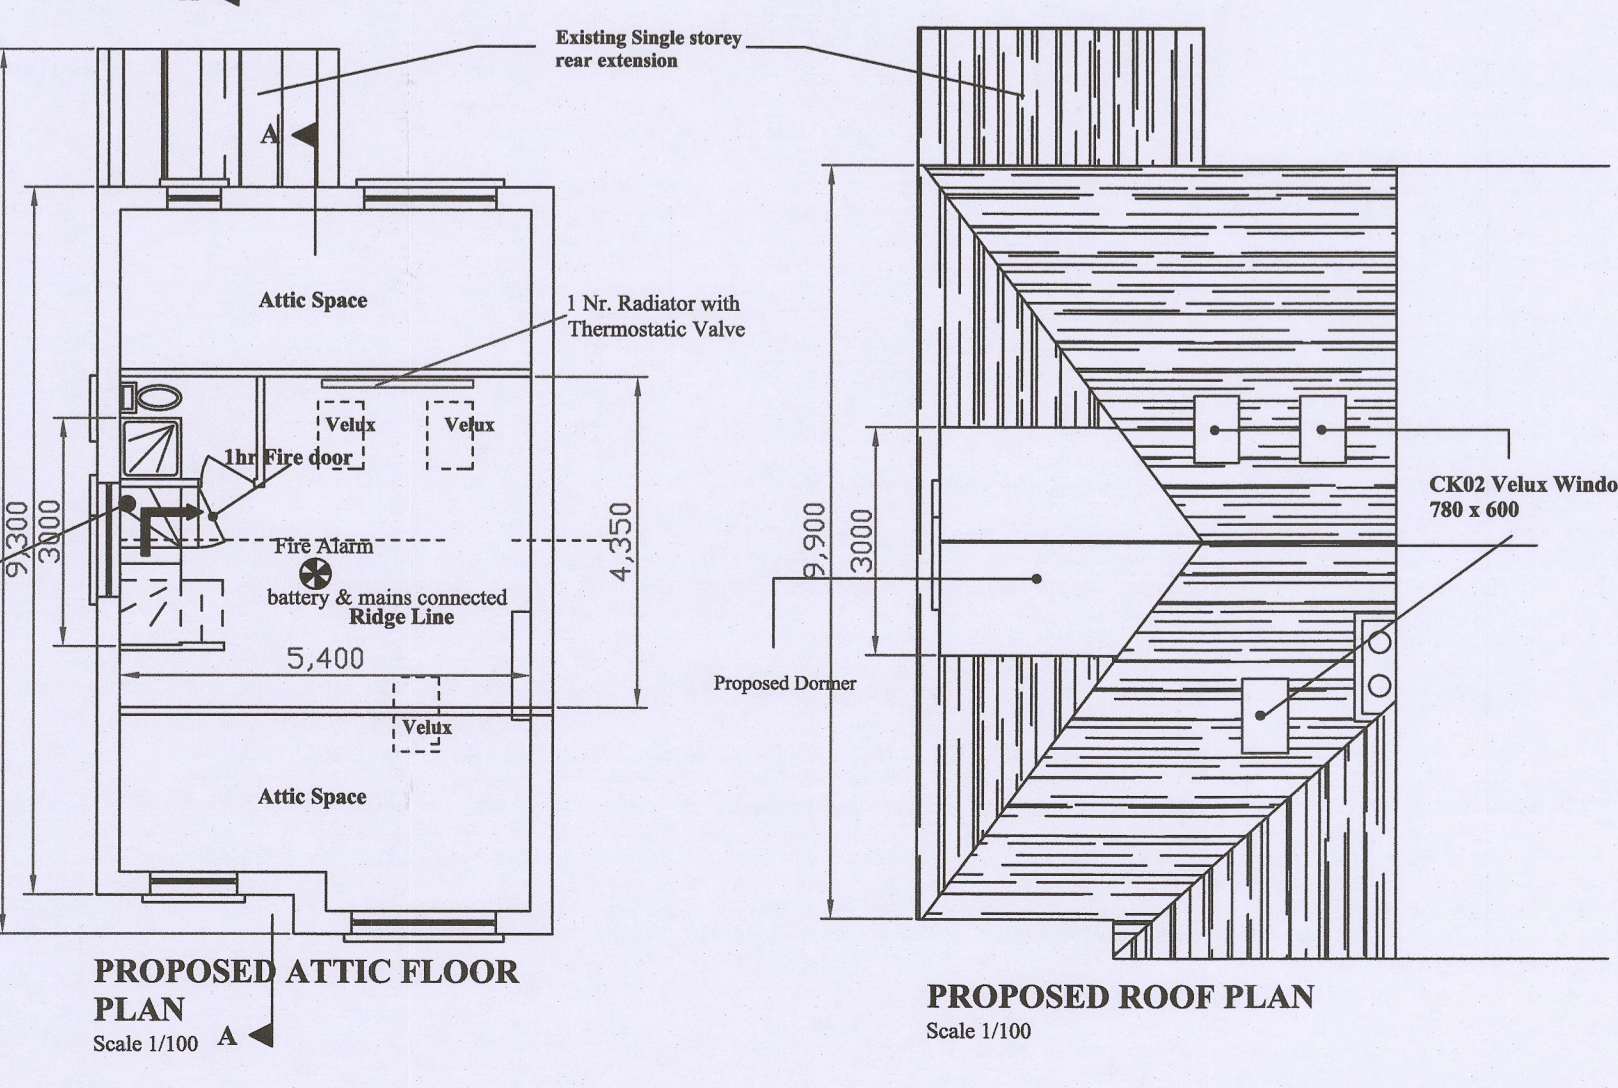 Existing Single storey
rear extension
A
Attic Space
1 Nr. Radiator with
Thermostatic Valve
Velux
Velux
1hr Fire door
9,300
3000
4,350
Fire Alarm
battery & mains connected
Ridge Line
5,400
Velux
Attic Space
PROPOSED ATTIC FLOOR
PLAN
Scale 1/100
A
9,900
3000
CK02 Velux Windo
780 x 600
Proposed Dormer
PROPOSED ROOF PLAN
Scale 1/100